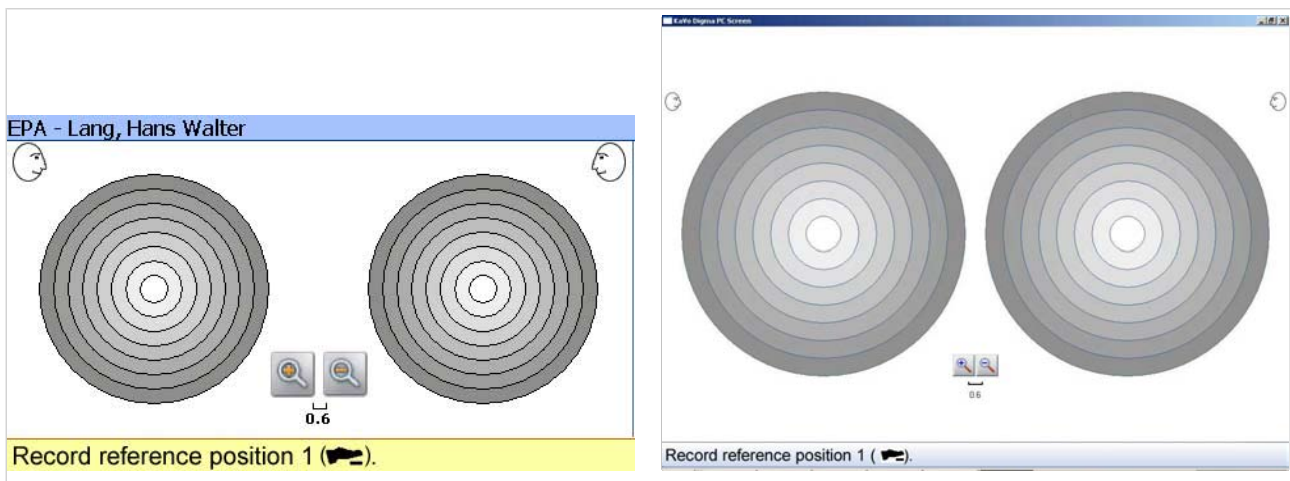 EPA - Lang, Hans Walter
0.6
Record reference position 1 ( ).
KaVo Digma PC Screen
0.6
Record reference position 1 ( ).